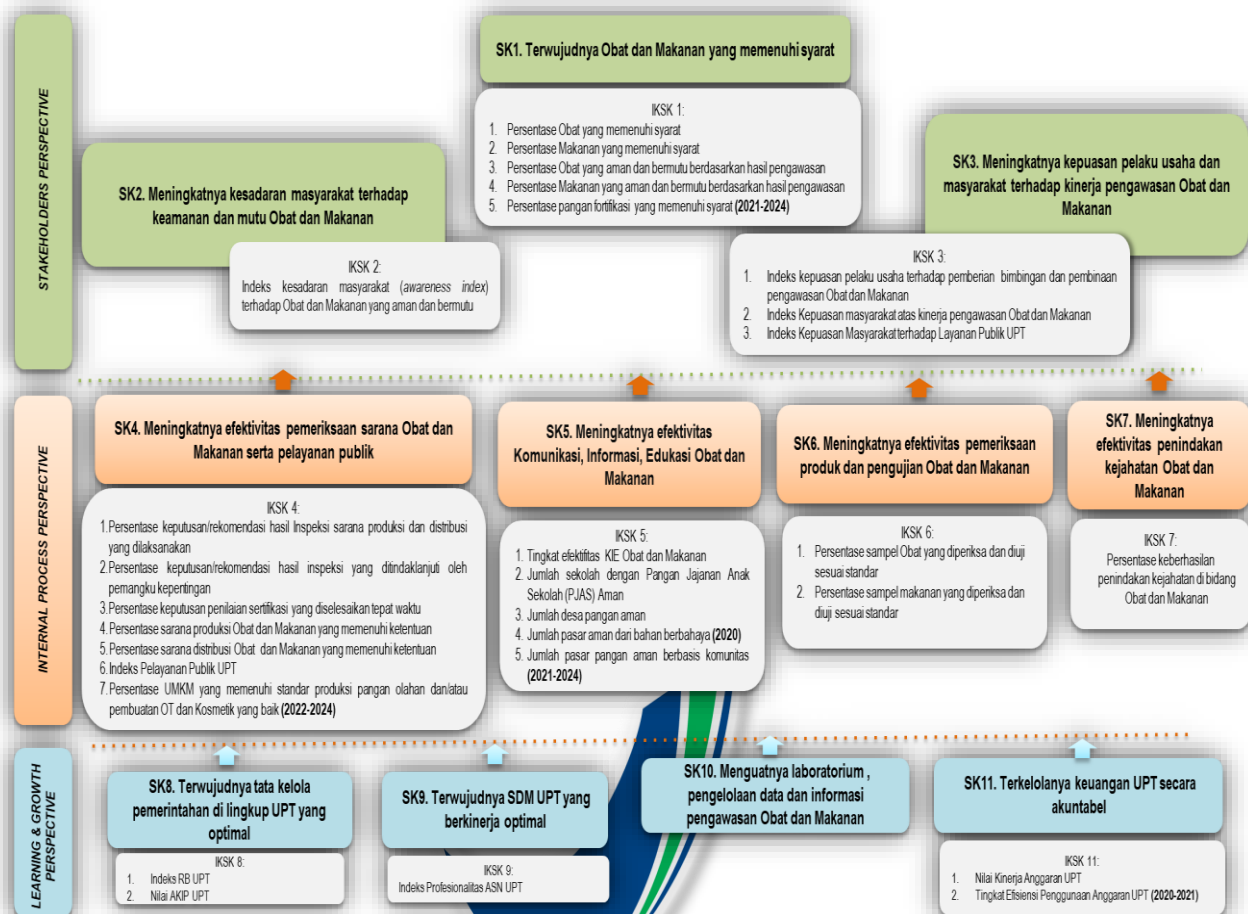 STAKEHOLDERS PERSPECTIVE
SK1. Terwujudnya Obat dan Makanan yang memenuhi syarat
IKSK 1:
1. Persentase Obat yang memenuhi syarat
2. Persentase Makanan yang memenuhi syarat
3. Persentase Obat yang aman dan bermutu berdasarkan hasil pengawasan
4. Persentase Makanan yang aman dan bermutu berdasarkan hasil pengawasan
5. Persentase pangan fortifikasi yang memenuhi syarat (2021-2024)
SK2. Meningkatnya kesadaran masyarakat terhadap
keamanan dan mutu Obat dan Makanan
IKSK 2:
Indeks kesadaran masyarakat (awareness index)
terhadap Obat dan Makanan yang aman dan bermutu
SK3. Meningkatnya kepuasan pelaku usaha dan
masyarakat terhadap kinerja pengawasan Obat dan
Makanan
IKSK 3:
1. Indeks kepuasan pelaku usaha terhadap pemberian bimbingan dan pembinaan
pengawasan Obat dan Makanan
2. Indeks Kepuasan masyarakat atas kinerja pengawasan Obat dan Makanan
3. Indeks Kepuasan Masyarakat terhadap Layanan Publik UPT
INTERNAL PROCESS PERSPECTIVE
SK4. Meningkatnya efektivitas pemeriksaan sarana Obat dan
Makanan serta pelayanan publik
IKSK 4:
1. Persentase keputusan/rekomendasi hasil Inspeksi sarana produksi dan distribusi
yang dilaksanakan
2. Persentase keputusan/rekomendasi hasil inspeksi yang ditindaklanjuti oleh
pemangku kepentingan
3. Persentase keputusan penilaian sertifikasi yang diselesaikan tepat waktu
4. Persentase sarana produksi Obat dan Makanan yang memenuhi ketentuan
5. Persentase sarana distribusi Obat dan Makanan yang memenuhi ketentuan
6. Indeks Pelayanan Publik UPT
7. Persentase UMKM yang memenuhi standar produksi pangan olahan dan/atau
pembuatan OT dan Kosmetik yang baik (2022-2024)
SK5. Meningkatnya efektivitas
Komunikasi, Informasi, Edukasi Obat dan
Makanan
IKSK 5:
1. Tingkat efektifitas KIE Obat dan Makanan
2. Jumlah sekolah dengan Pangan Jajanan Anak
Sekolah (PJAS) Aman
3. Jumlah desa pangan aman
4. Jumlah pasar aman dari bahan berbahaya (2020)
5. Jumlah pasar pangan aman berbasis komunitas
(2021-2024)
SK6. Meningkatnya efektivitas pemeriksaan
produk dan pengujian Obat dan Makanan
IKSK 6:
1. Persentase sampel Obat yang diperiksa dan diuji
sesuai standar
2. Persentase sampel makanan yang diperiksa dan
diuji sesuai standar
SK7. Meningkatnya
efektivitas penindakan
kejahatan Obat dan
Makanan
IKSK 7:
Persentase keberhasilan
penindakan kejahatan di bidang
Obat dan Makanan
LEARNING & GROWTH
PERSPECTIVE
SK8. Terwujudnya tata kelola
pemerintahan di lingkup UPT yang
optimal
IKSK 8:
1. Indeks RB UPT
2. Nilai AKIP UPT
SK9. Terwujudnya SDM UPT yang
berkinerja optimal
IKSK 9:
Indeks Profesionalitas ASN UPT
SK10. Menguatnya laboratorium ,
pengelolaan data dan informasi
pengawasan Obat dan Makanan
SK11. Terkelolanya keuangan UPT secara
akuntabel
IKSK 11:
1. Nilai Kinerja Anggaran UPT
2. Tingkat Efisiensi Penggunaan Anggaran UPT (2020-2021)